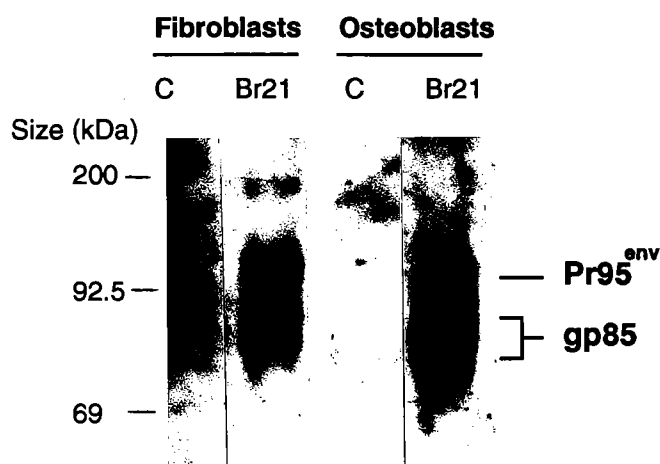 Fibroblasts Osteoblasts
C Br21 C Br21
Size (kDa)
200
92.5
69
Pr95env
gp85